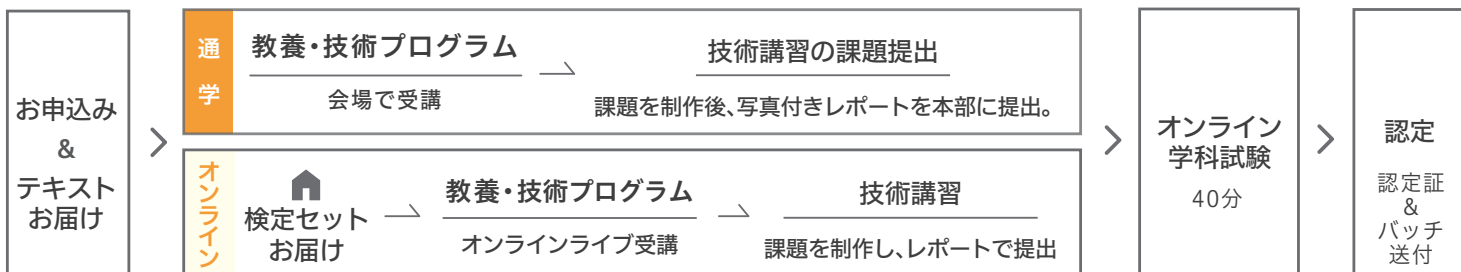 お申込み
&
テキスト
お届け
通学
教養・技術プログラム
会場で受講
技術講習の課題提出
課題を制作後、写真付きレポートを本部に提出。
オンライン
検定セット
お届け
教養・技術プログラム
オンラインライブ受講
技術講習
課題を制作し、レポートで提出
オンライン
学科試験
40分
認定
認定証
&
バッチ
送付